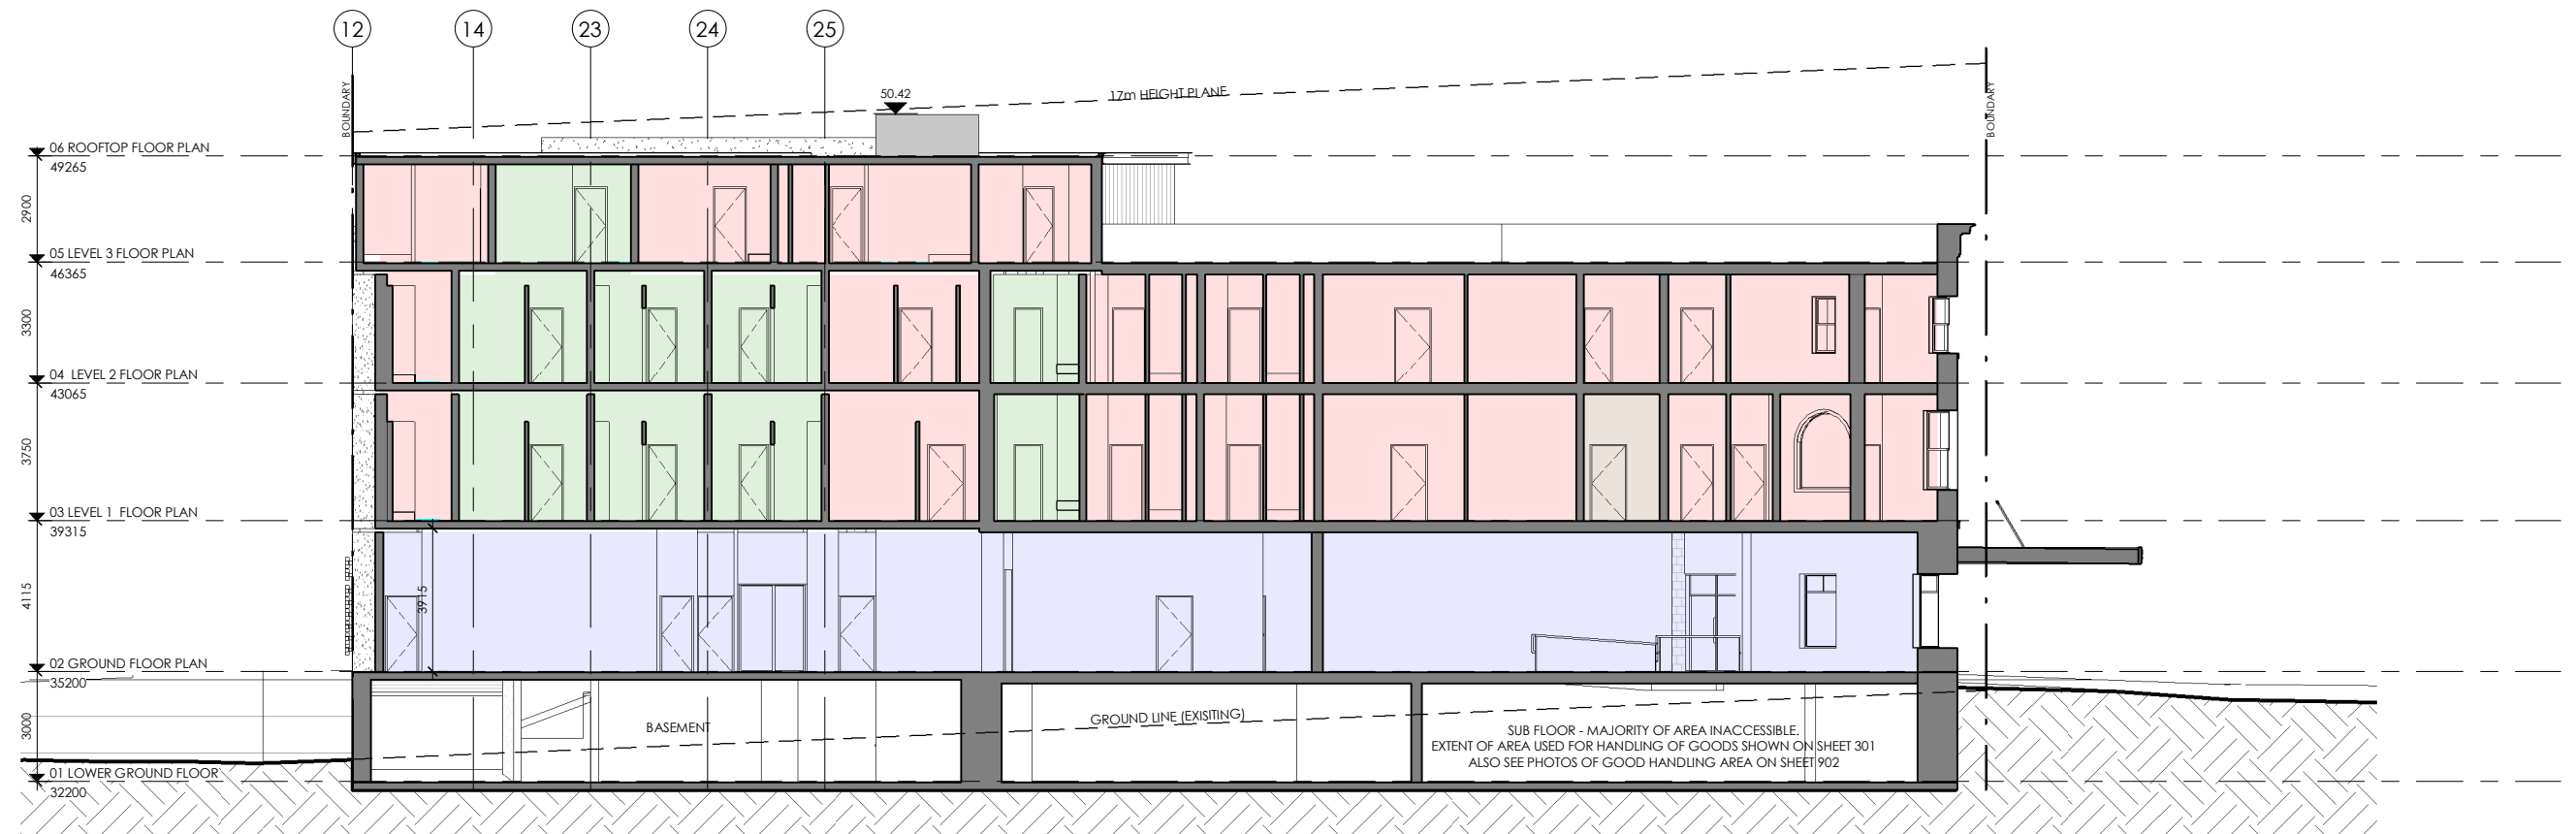 12
14
23
24
25
BOUNDARY
50.42
17m HEIGHT PLANE
BOUNDARY
06 ROOFTOP FLOOR PLAN
49265
2900
05 LEVEL 3 FLOOR PLAN
46365
3300
04 LEVEL 2 FLOOR PLAN
43065
3750
03 LEVEL 1 FLOOR PLAN
39315
4115
3915
02 GROUND FLOOR PLAN
35200
3000
BASEMENT
GROUND LINE (EXISITING)
SUB FLOOR - MAJORITY OF AREA INACCESSIBLE.
EXTENT OF AREA USED FOR HANDLING OF GOODS SHOWN ON SHEET 301
ALSO SEE PHOTOS OF GOOD HANDLING AREA ON SHEET 902
01 LOWER GROUND FLOOR
32200